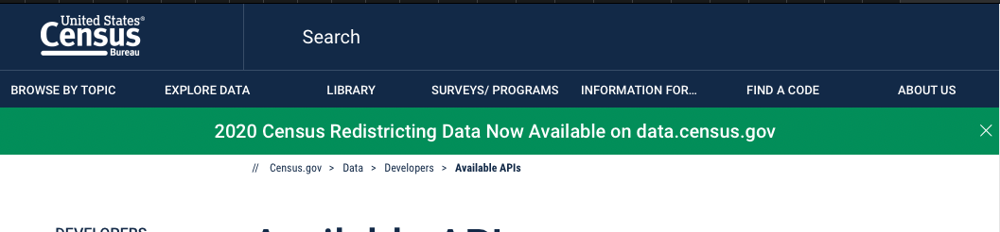 United States®
Census
Bureau
Search
BROWSE BY TOPIC EXPLORE DATA LIBRARY SURVEYS/ PROGRAMS INFORMATION FOR... FIND A CODE ABOUT US
2020 Census Redistricting Data Now Available on data.census.gov
// Census.gov > Data > Developers > Available APIs
DEVELOPERS Available APIs